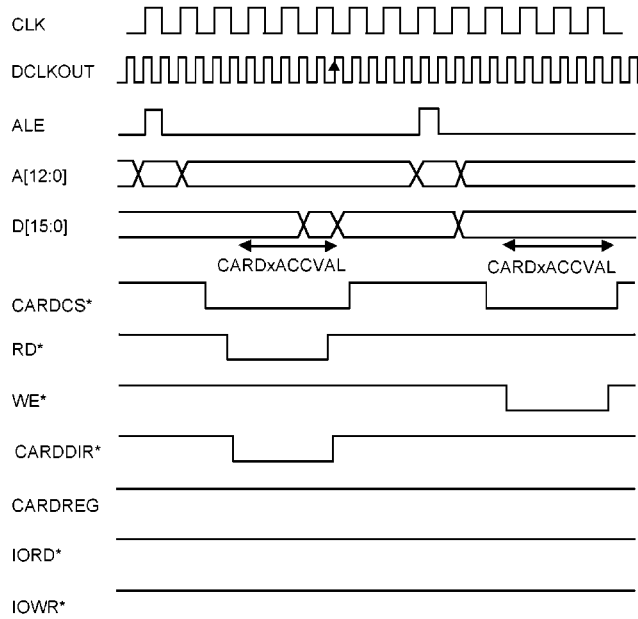 CLK
DCLKOUT
ALE
A[12:0]
D[15:0]
CARDxACCVAL CARDxACCVAL
CARDCS*
RD*
WE*
CARDDIR*
CARDREG
IORD*
IOWR*